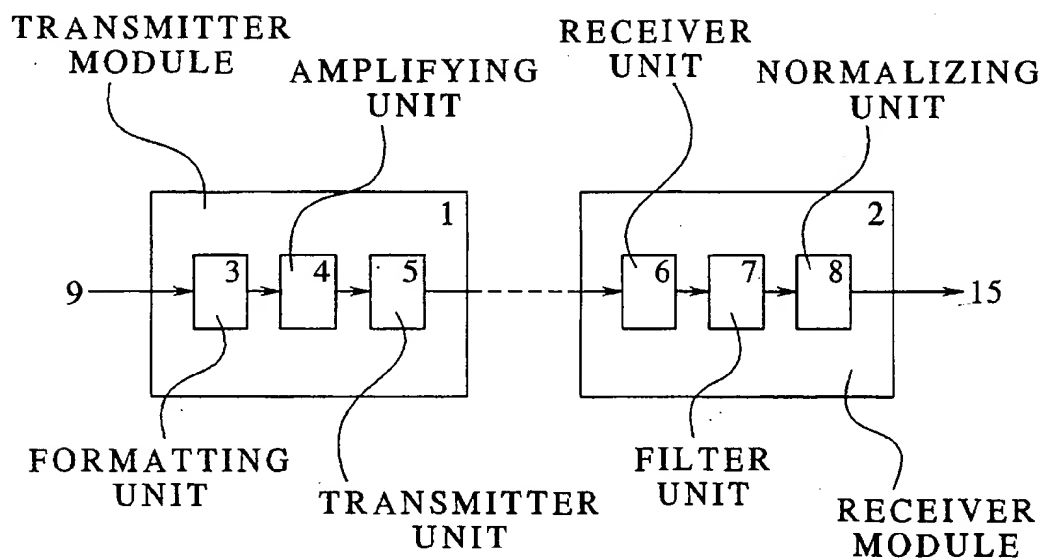 TRANSMITTER
MODULE
AMPLIFYING
UNIT
RECEIVER
UNIT
NORMALIZING
UNIT
1
2
3
4
5
6
7
8
9
15
FORMATTING
UNIT
TRANSMITTER
UNIT
FILTER
UNIT
RECEIVER
MODULE